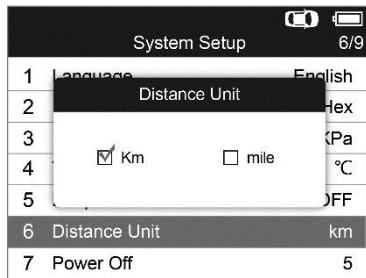 System Setup 6/9
1 Language English
Distance Unit
2 Hex
3 KPa
Km mile
4 ℃
5 OFF
6 Distance Unit km
7 Power Off 5